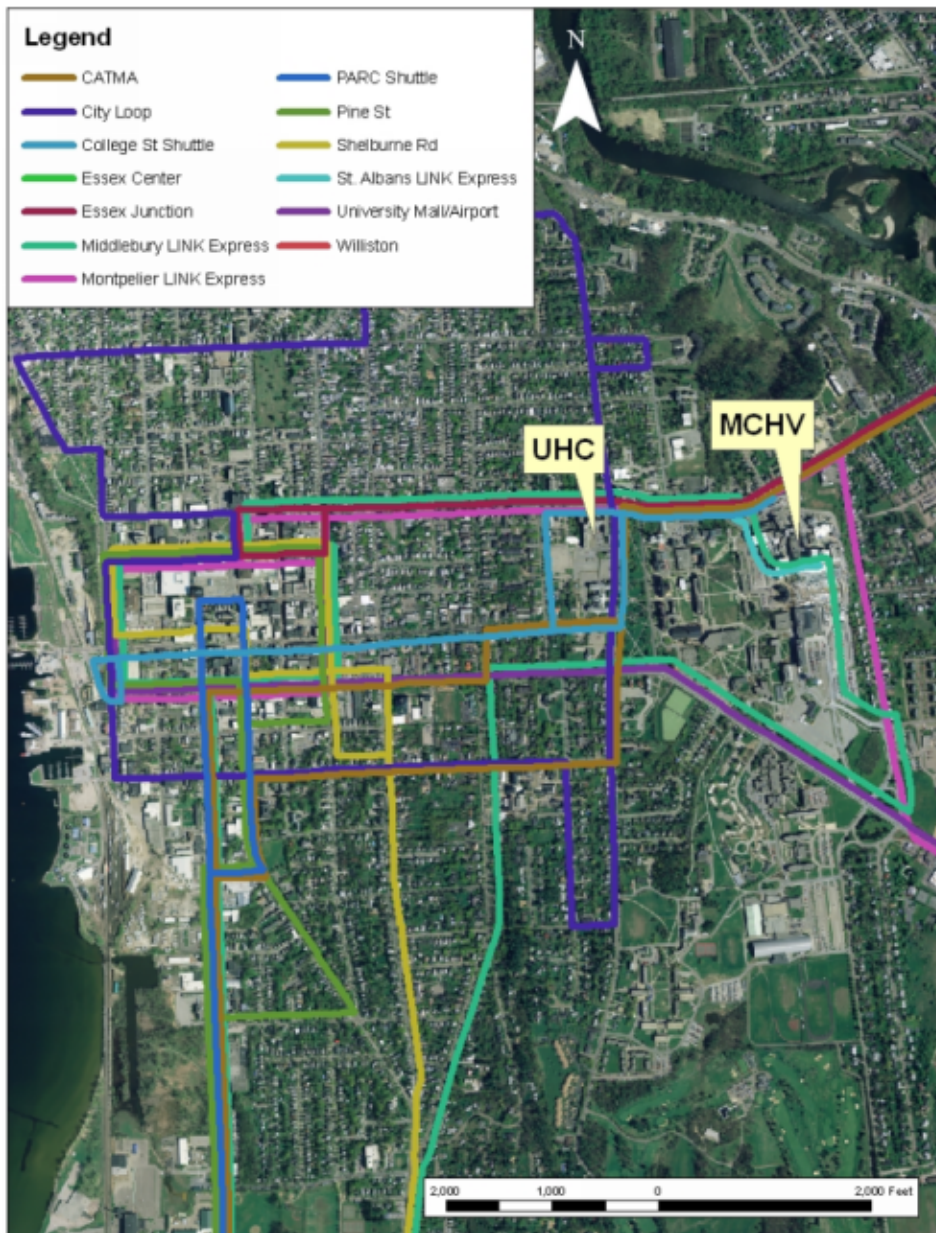 Legend
CATMA
City Loop
College St Shuttle
Essex Center
Essex Junction
Middlebury LINK Express
Montpelier LINK Express
PARC Shuttle
Pine St
Shelburne Rd
St. Albans LINK Express
University Mall/Airport
Williston
N
UHC
MCHV
2,000 1,000 0 2,000 Feet